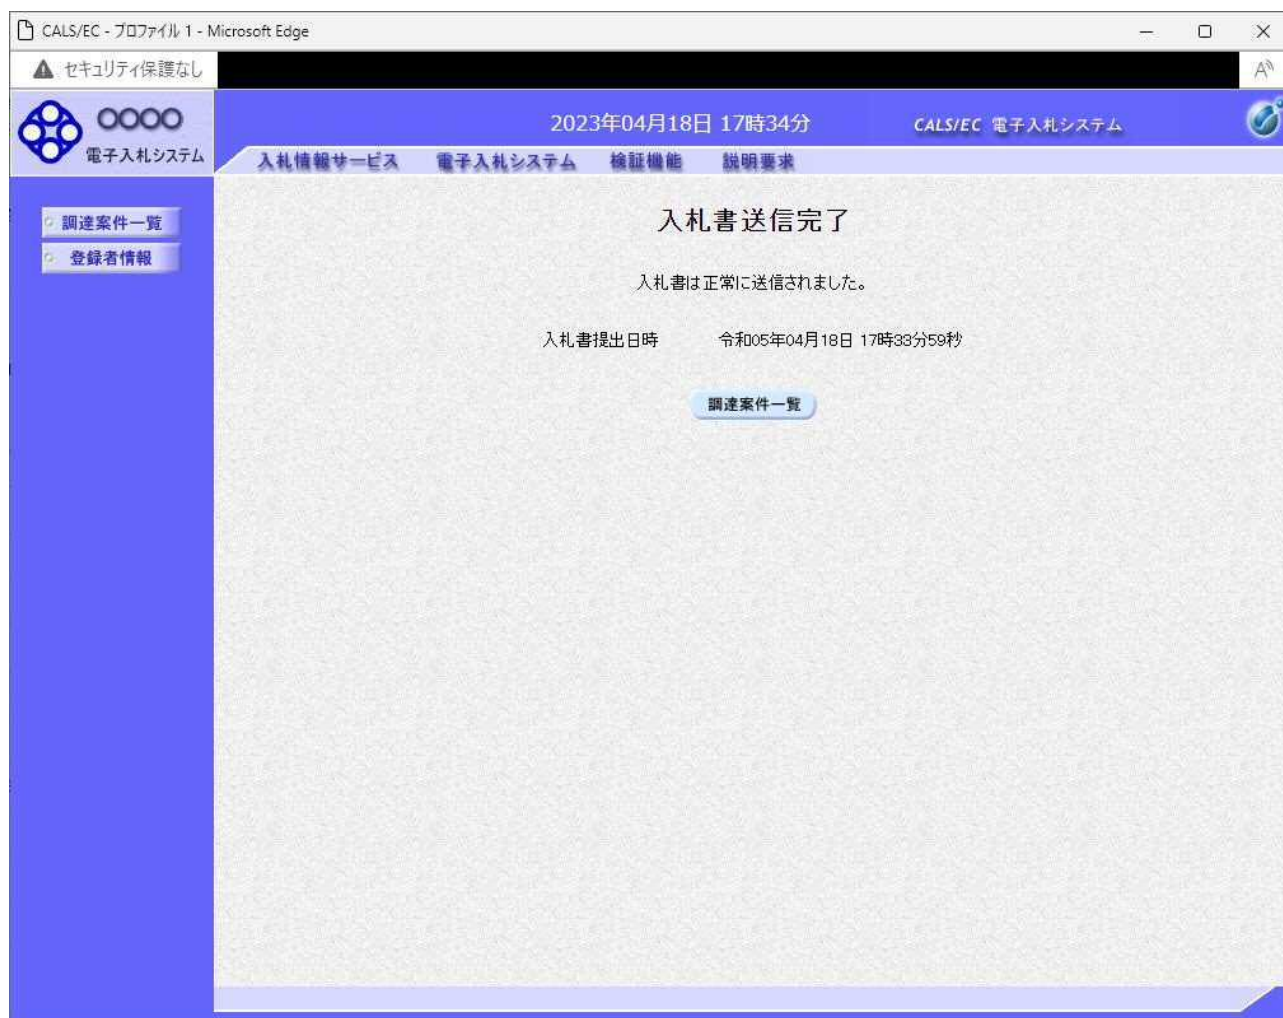 CALS/EC - プロファイル 1 - Microsoft Edge
セキュリティ保護なし
○○○○
電子入札システム
2023年04月18日 17時34分
CALS/EC 電子入札システム
入札情報サービス 電子入札システム 検証機能 説明要求
調達案件一覧
登録者情報
入札書送信完了
入札書は正常に送信されました。
入札書提出日時 令和05年04月18日 17時33分59秒
調達案件一覧